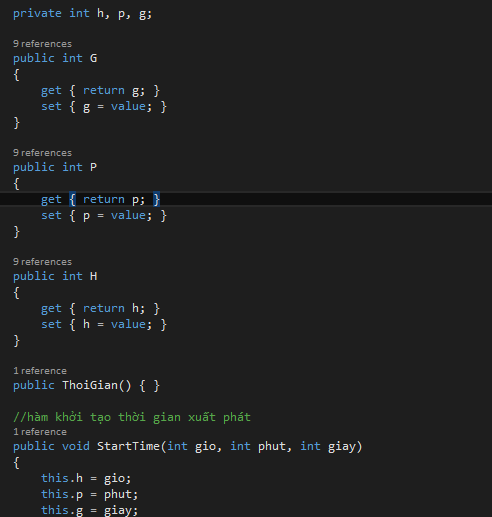 private int h, p, g;
9 references
public int G
{
get { return g; }
set { g = value; }
}
9 references
public int P
{
get { return p; }
set { p = value; }
}
9 references
public int H
{
get { return h; }
set { h = value; }
}
1 reference
public ThoiGian() { }
//hàm khởi tạo thời gian xuất phát
1 reference
public void StartTime(int gio, int phut, int giay)
{
this.h = gio;
this.p = phut;
this.g = giay;